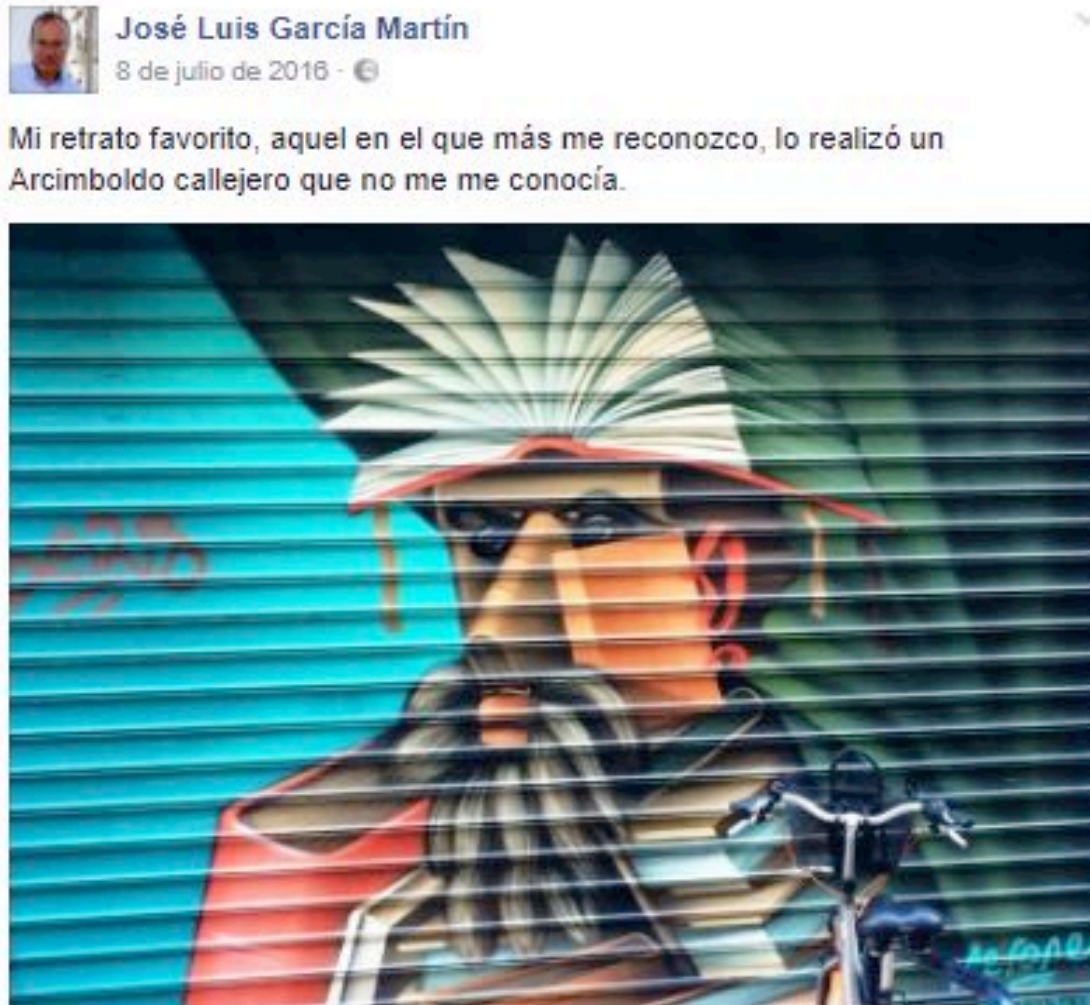 José Luis García Martín
8 de julio de 2016 ·
Mi retrato favorito, aquel en el que más me reconozco, lo realizó un
Arcimboldo callejero que no me me conocía.